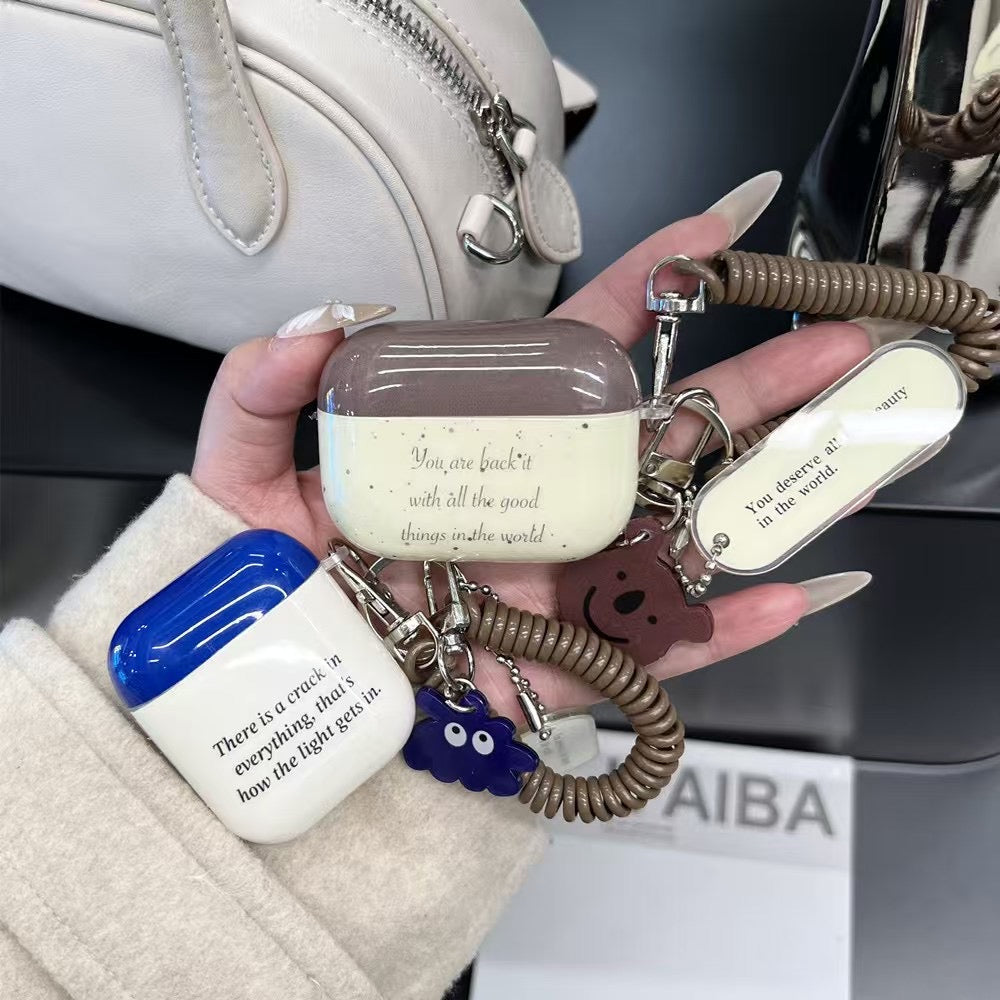 You are back it
with all the good
things in the world
You deserve all eauty
in the world.
There is a crack in
everything, that's
how the light gets in.
AIBA